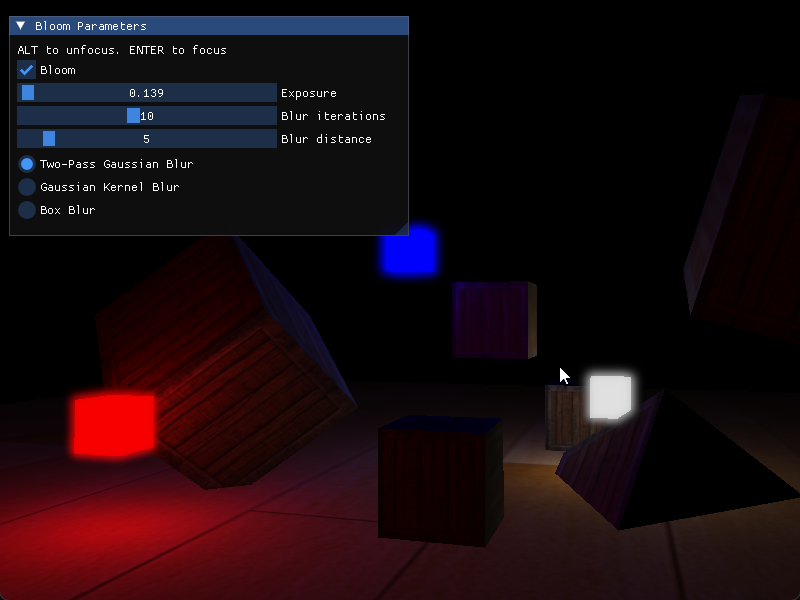 Bloom Parameters
ALT to unfocus. ENTER to focus
Bloom
0.139 Exposure
10 Blur iterations
5 Blur distance
Two-Pass Gaussian Blur
Gaussian Kernel Blur
Box Blur